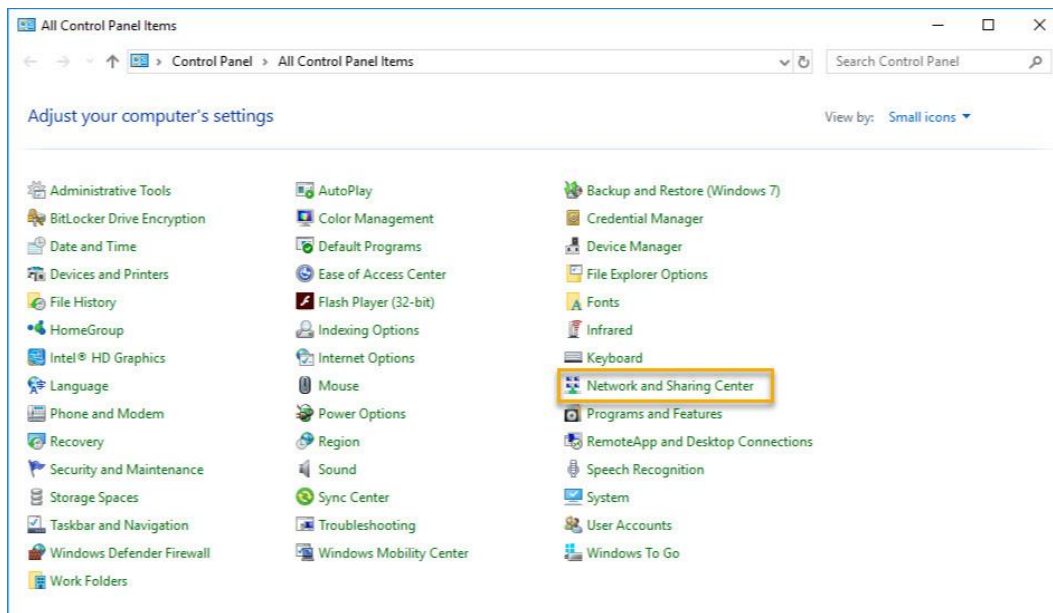 All Control Panel Items
Control Panel > All Control Panel Items
Search Control Panel
Adjust your computer's settings
View by: Small icons
Administrative Tools
AutoPlay
Backup and Restore (Windows 7)
BitLocker Drive Encryption
Color Management
Credential Manager
Date and Time
Default Programs
Device Manager
Devices and Printers
Ease of Access Center
File Explorer Options
File History
Flash Player (32-bit)
Fonts
HomeGroup
Indexing Options
Infrared
Intel® HD Graphics
Internet Options
Keyboard
Language
Mouse
Network and Sharing Center
Phone and Modem
Power Options
Programs and Features
Recovery
Region
RemoteApp and Desktop Connections
Security and Maintenance
Sound
Speech Recognition
Storage Spaces
Sync Center
System
Taskbar and Navigation
Troubleshooting
User Accounts
Windows Defender Firewall
Windows Mobility Center
Windows To Go
Work Folders